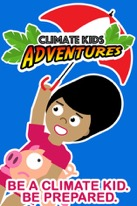 CLIMATE KIDS
ADVENTURES
BE A CLIMATE KID.
BE PREPARED.